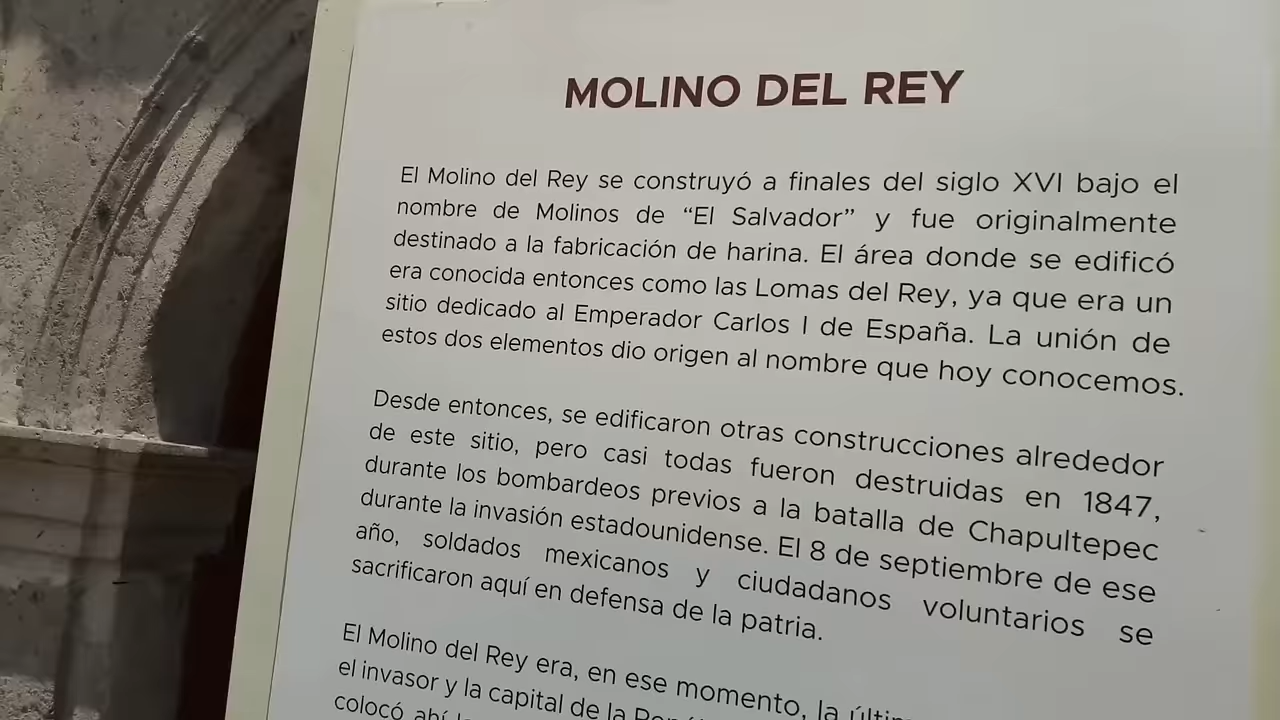 MOLINO DEL REY
El Molino del Rey se construyó a finales del siglo XVI bajo el
nombre de Molinos de “El Salvador” y fue originalmente
destinado a la fabricación de harina. El área donde se edificó
era conocida entonces como las Lomas del Rey, ya que era un
sitio dedicado al Emperador Carlos I de España. La unión de
estos dos elementos dio origen al nombre que hoy conocemos.
Desde entonces, se edificaron otras construcciones alrededor
de este sitio, pero casi todas fueron destruidas en 1847,
durante los bombardeos previos a la batalla de Chapultepec
durante la invasión estadounidense. El 8 de septiembre de ese
año, soldados mexicanos y ciudadanos voluntarios se
sacrificaron aquí en defensa de la patria.
El Molino del Rey era, en ese momento, la
el invasor y la capital de la
colocó ahí